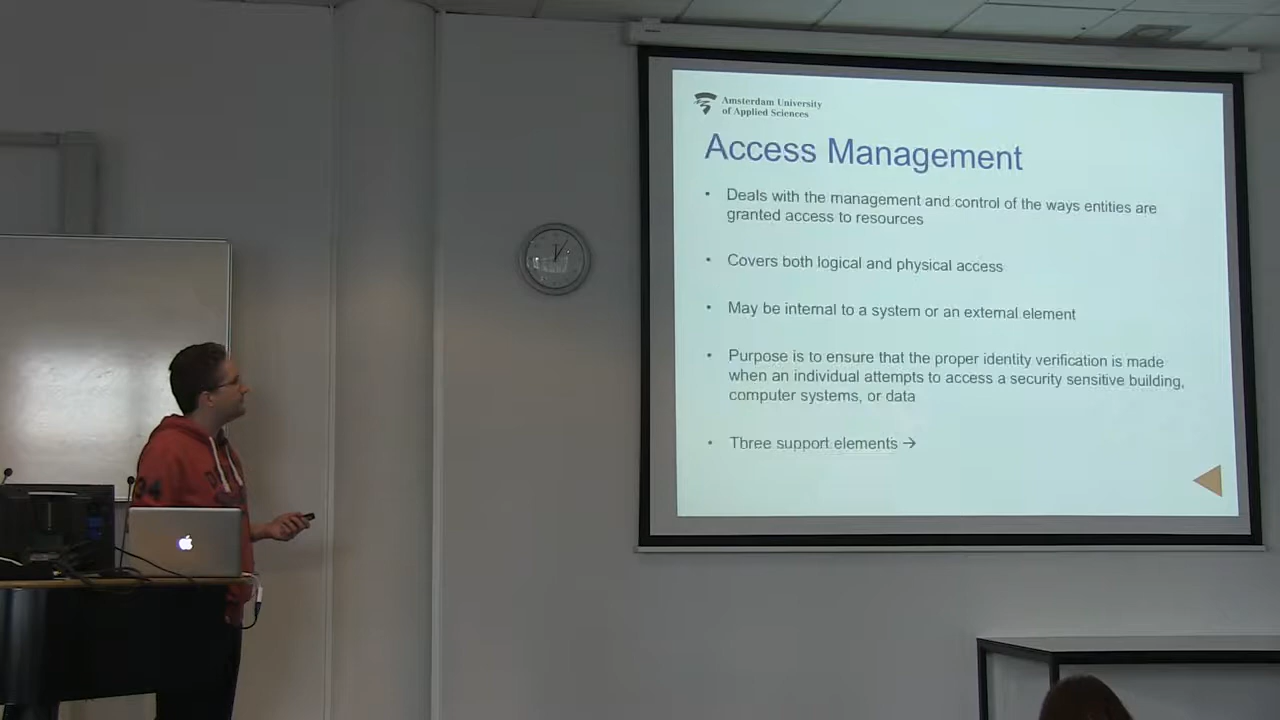 Amsterdam University
of Applied Sciences
Access Management
• Deals with the management and control of the ways entities are
granted access to resources
• Covers both logical and physical access
• May be internal to a system or an external element
• Purpose is to ensure that the proper identity verification is made
when an individual attempts to access a security sensitive building,
computer systems, or data
• Three support elements →
34